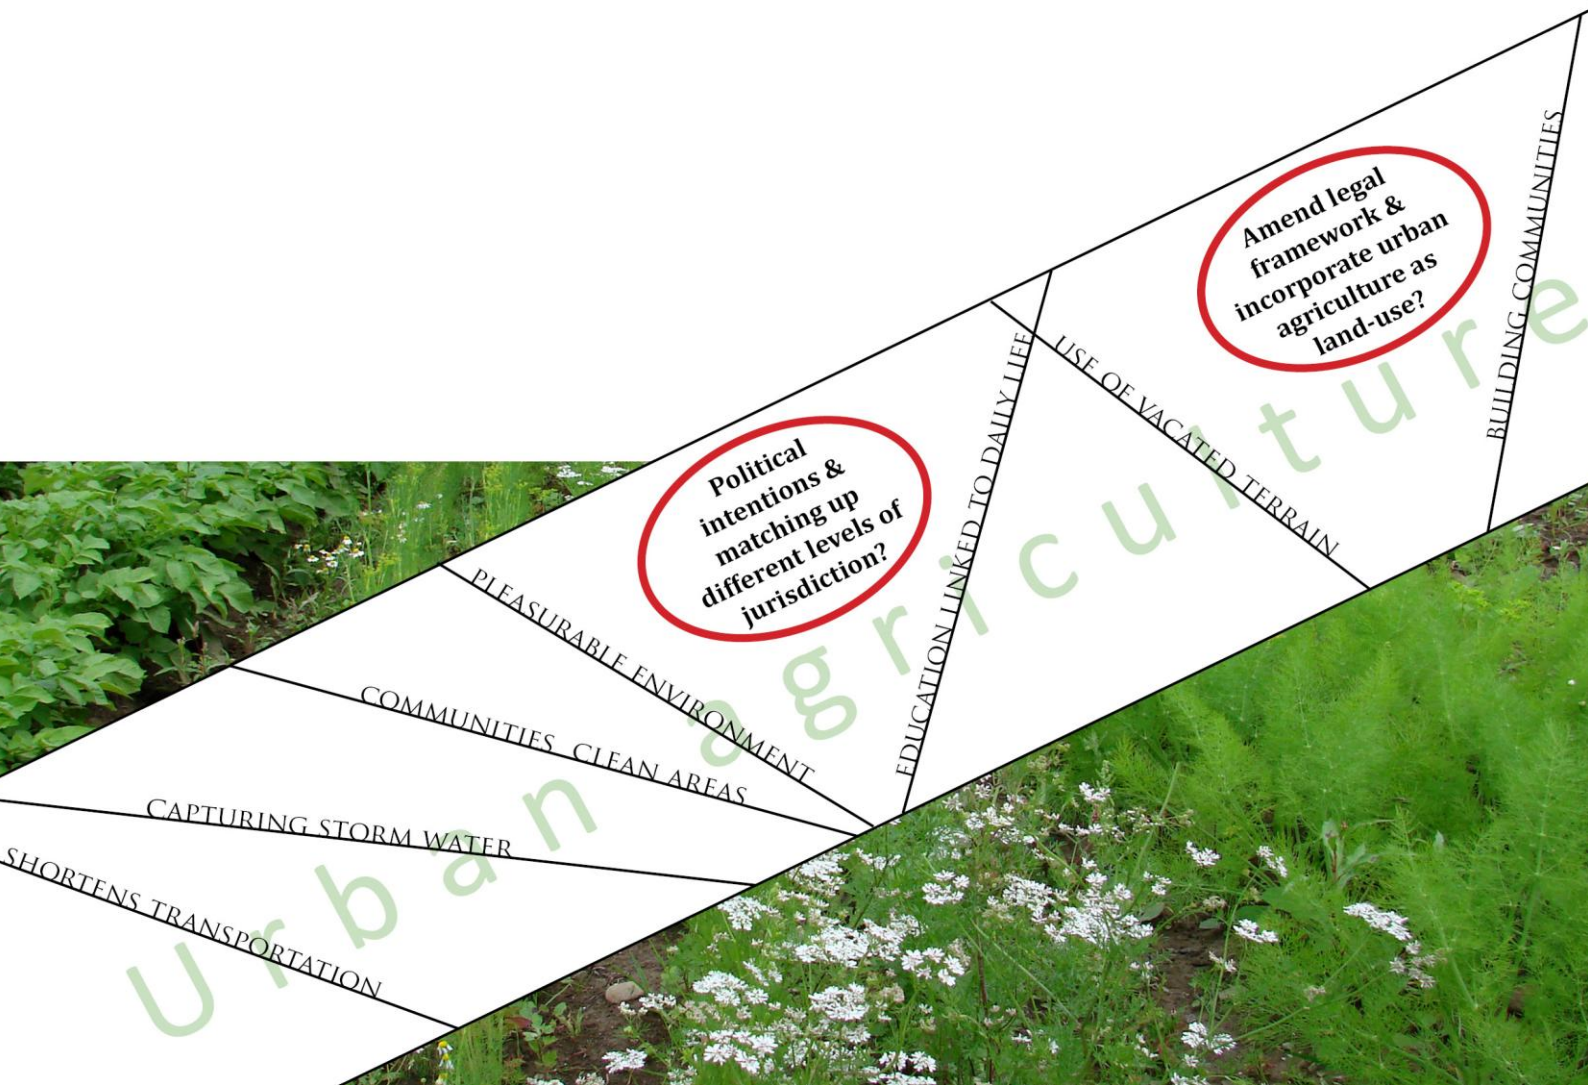 Amend legal
framework &
incorporate urban
agriculture as
land-use?
BUILDING COMMUNITIES
USE OF VACATED TERRAIN
EDUCATION LINKED TO DAILY LIFE
Political
intentions &
matching up
different levels of
jurisdiction?
PLEASURABLE ENVIRONMENT
COMMUNITIES CLEAN AREAS
CAPTURING STORM WATER
SHORTENS TRANSPORTATION
Urban agriculture